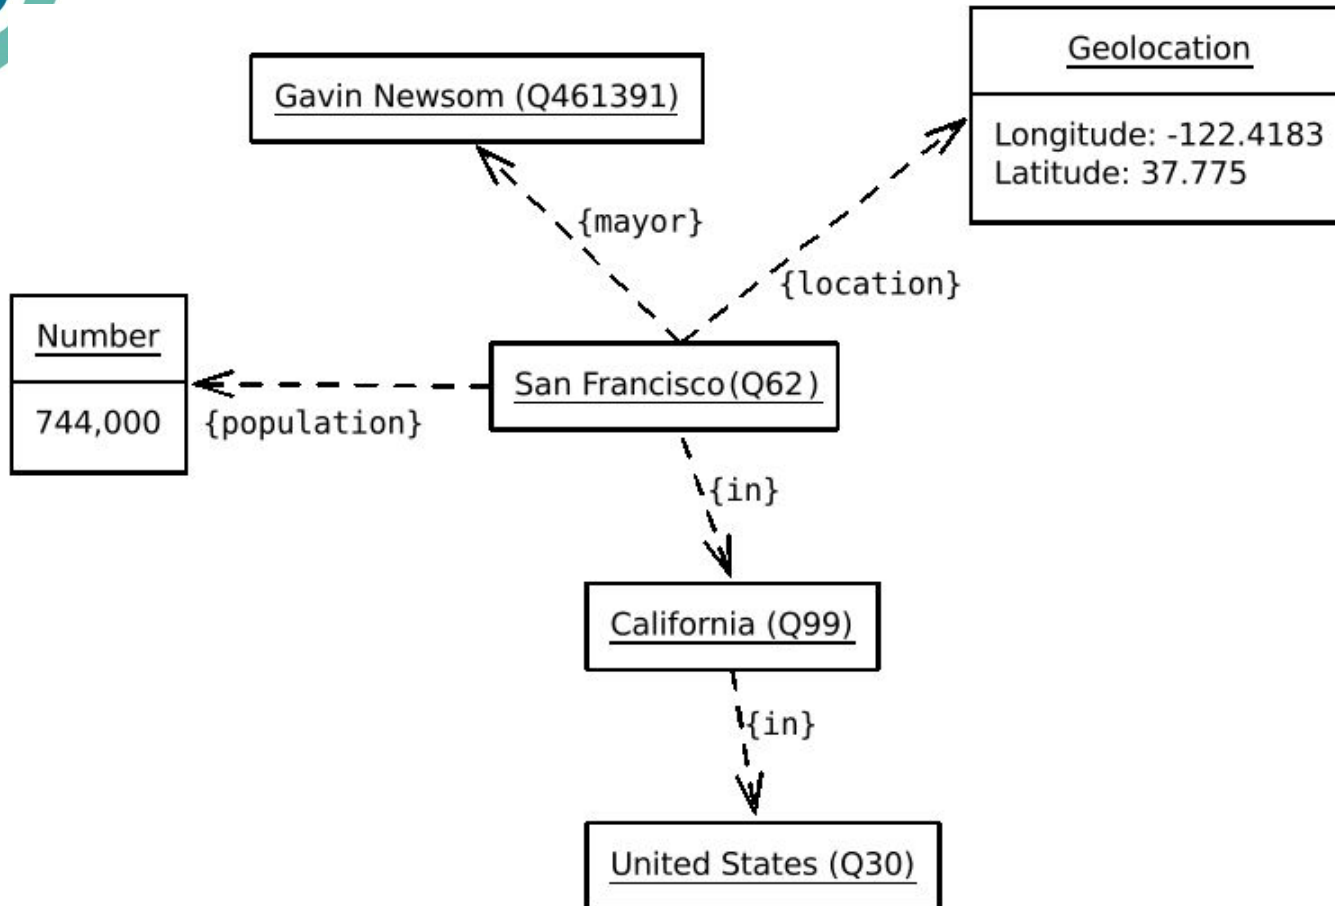 Geolocation
Gavin Newsom (Q461391)
Longitude: -122.4183
Latitude: 37.775
{mayor}
{location}
Number
San Francisco(Q62)
744,000
{population}
{in}
California (Q99)
{in}
United States (Q30)